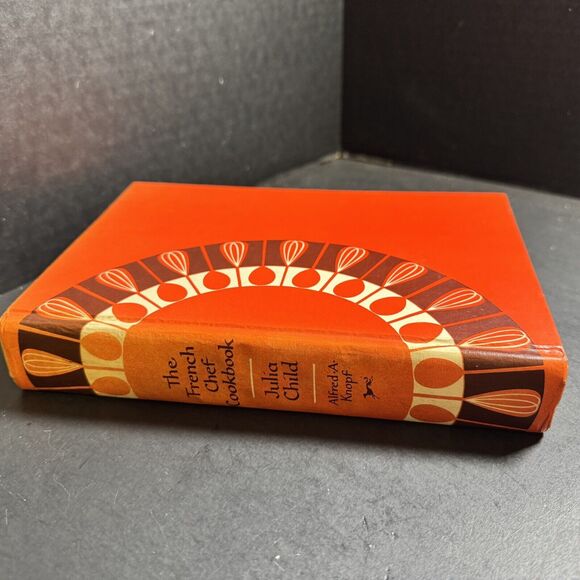 The
French
Chef
Cookbook
Julia
Child
Alfred·A·
Knopf